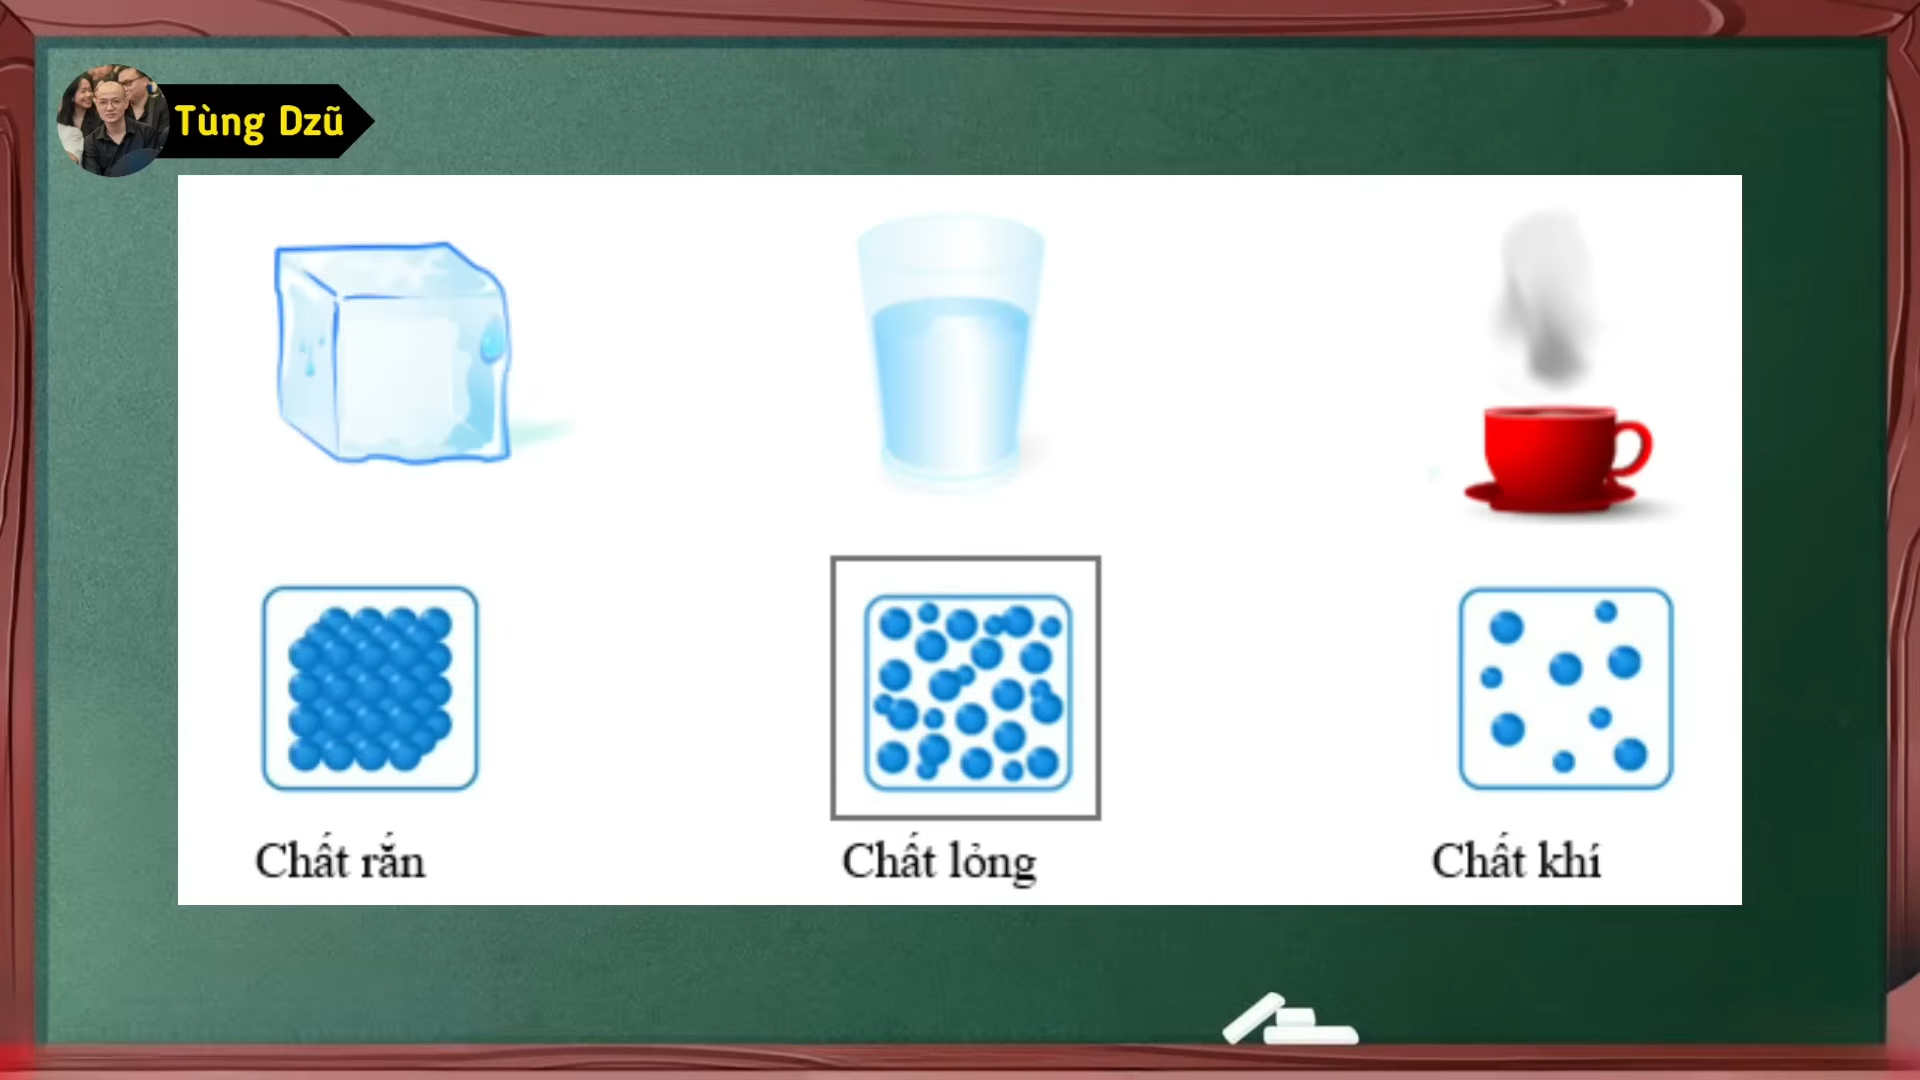 Tùng Dzũ
Chất rắn
Chất lỏng
Chất khí